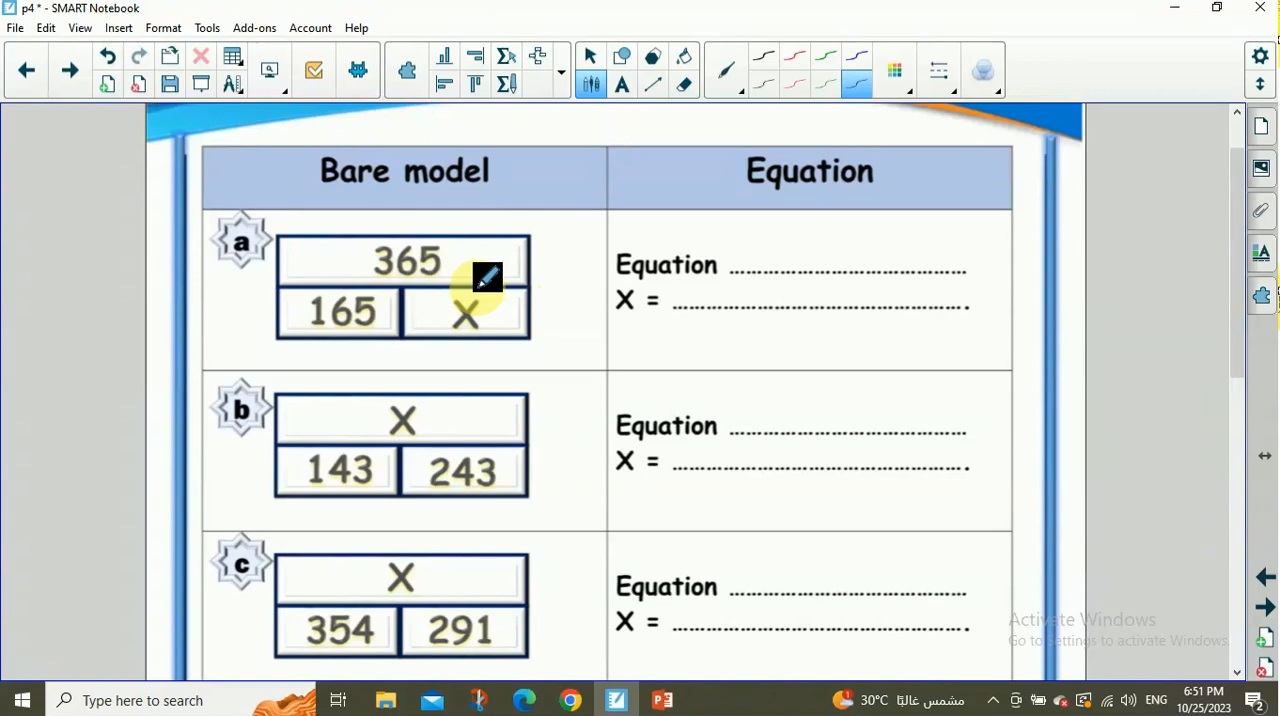 p4 * - SMART Notebook
File Edit View Insert Format Tools Add-ons Account Help
Bare model Equation
a
365
165 X
Equation ……………………………………
X = …………………………………………….
b
X
143 243
Equation ……………………………………
X = …………………………………………….
c
X
354 291
Equation ……………………………………
X = …………………………………………….
Activate Windows
Go to Settings to activate Windows.
Type here to search
30°C مشمس غالبًا
ENG
6:51 PM
10/25/2023
2